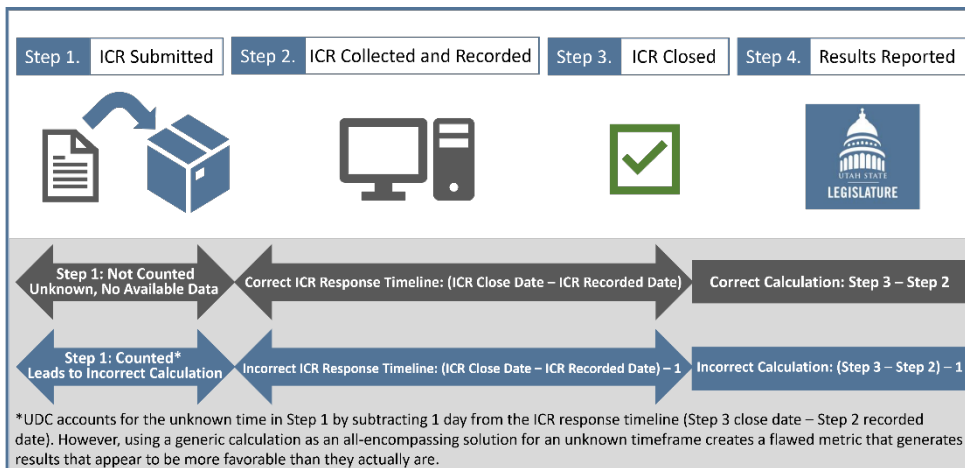 Step 1. ICR Submitted
Step 2. ICR Collected and Recorded
Step 3. ICR Closed
Step 4. Results Reported
UTAH STATE
LEGISLATURE
Step 1: Not Counted
Unknown, No Available Data
Correct ICR Response Timeline: (ICR Close Date – ICR Recorded Date)
Correct Calculation: Step 3 – Step 2
Step 1: Counted*
Leads to Incorrect Calculation
Incorrect ICR Response Timeline: (ICR Close Date – ICR Recorded Date) – 1
Incorrect Calculation: (Step 3 – Step 2) – 1
*UDC accounts for the unknown time in Step 1 by subtracting 1 day from the ICR response timeline (Step 3 close date – Step 2 recorded
date). However, using a generic calculation as an all-encompassing solution for an unknown timeframe creates a flawed metric that generates
results that appear to be more favorable than they actually are.